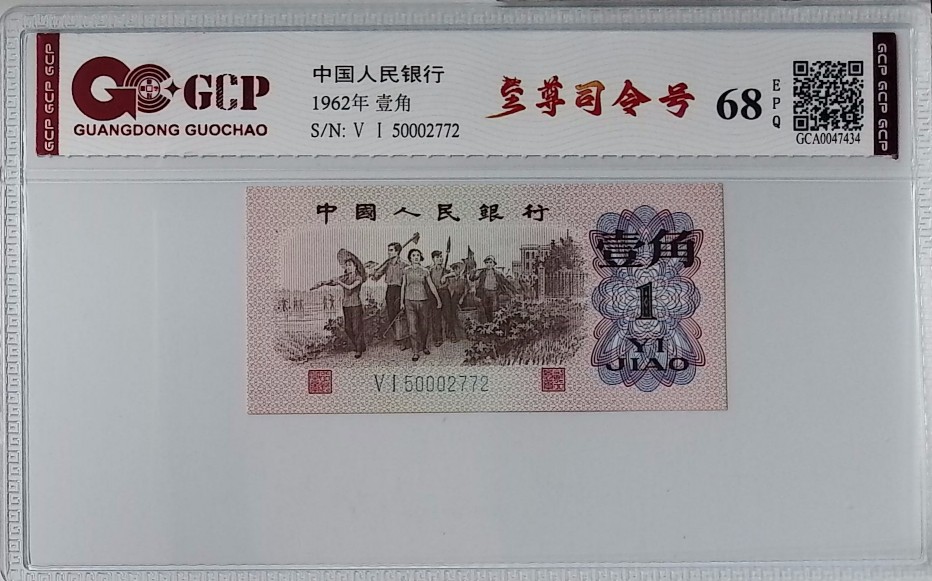 GCP GCP GCP
GCP
GUANGDONG GUOCHAO
中国人民银行
1962年 壹角
S/N: V I 50002772
至尊司令号
68
EPQ
GCA0047434
GCP GCP GCP
中國人民銀行
壹角
1
YI
JIAO
V I 50002772